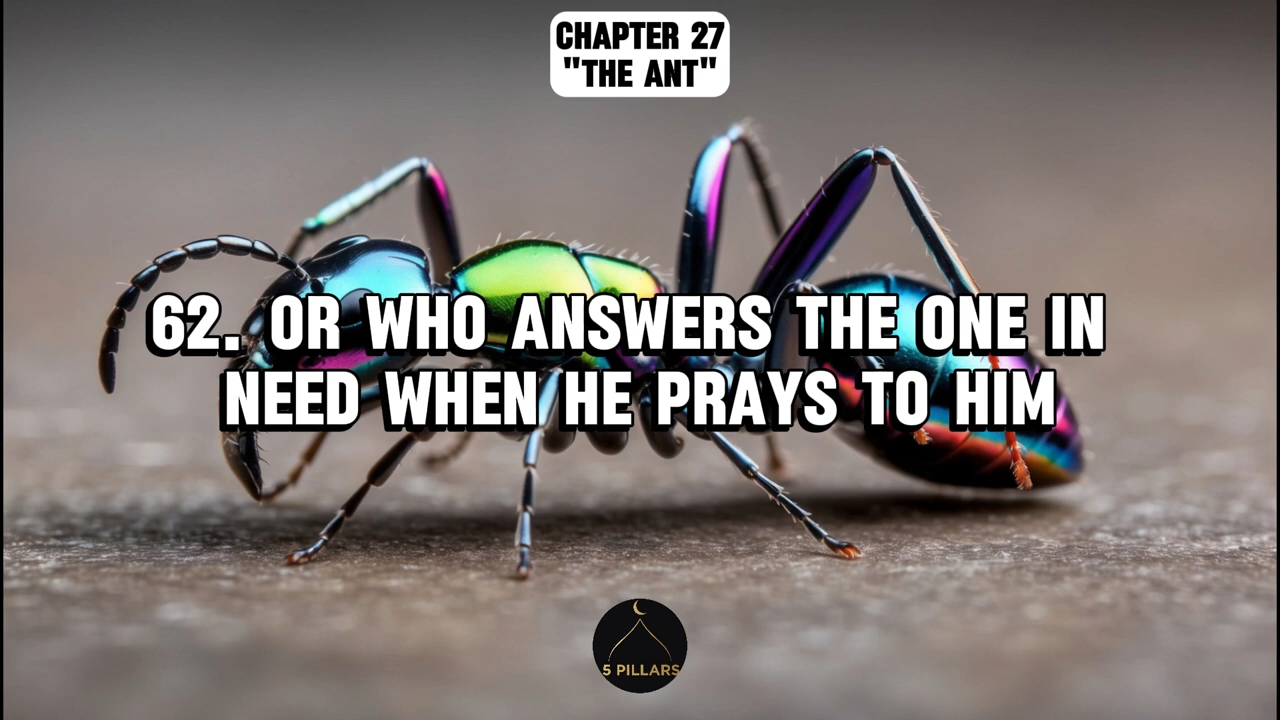 CHAPTER 27
"THE ANT"
62. OR WHO ANSWERS THE ONE IN
NEED WHEN HE PRAYS TO HIM
5 PILLARS